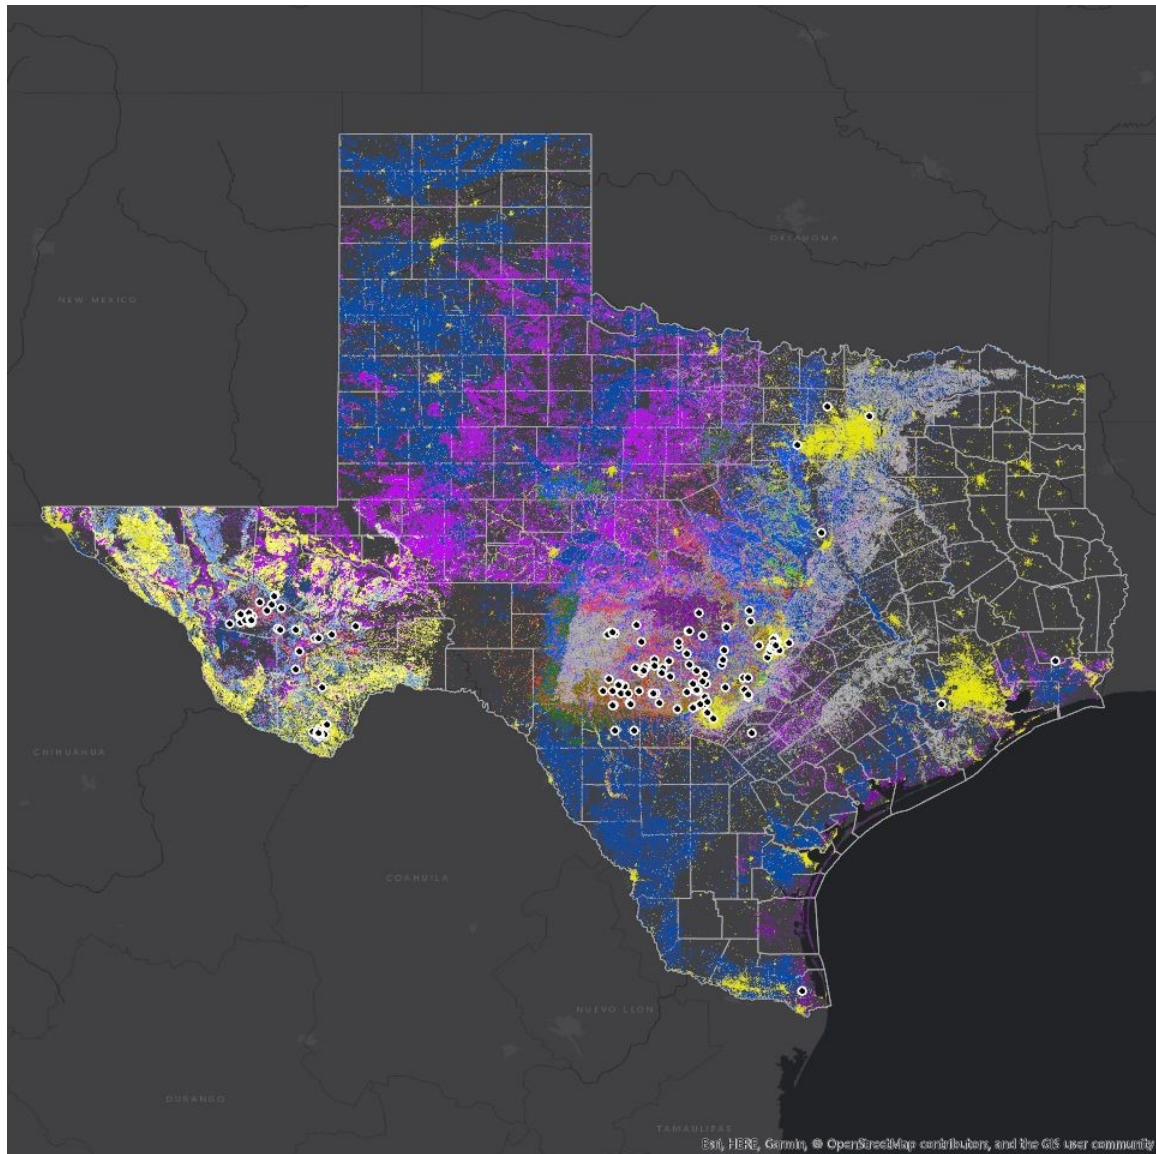 OKLAHOMA
NEW MEXICO
CHIHUAHUA
COAHUILA
NUEVO LEON
DURANGO
TAMAULIPAS
Esri, HERE, Garmin, © OpenStreetMap contributors, and the GIS user community